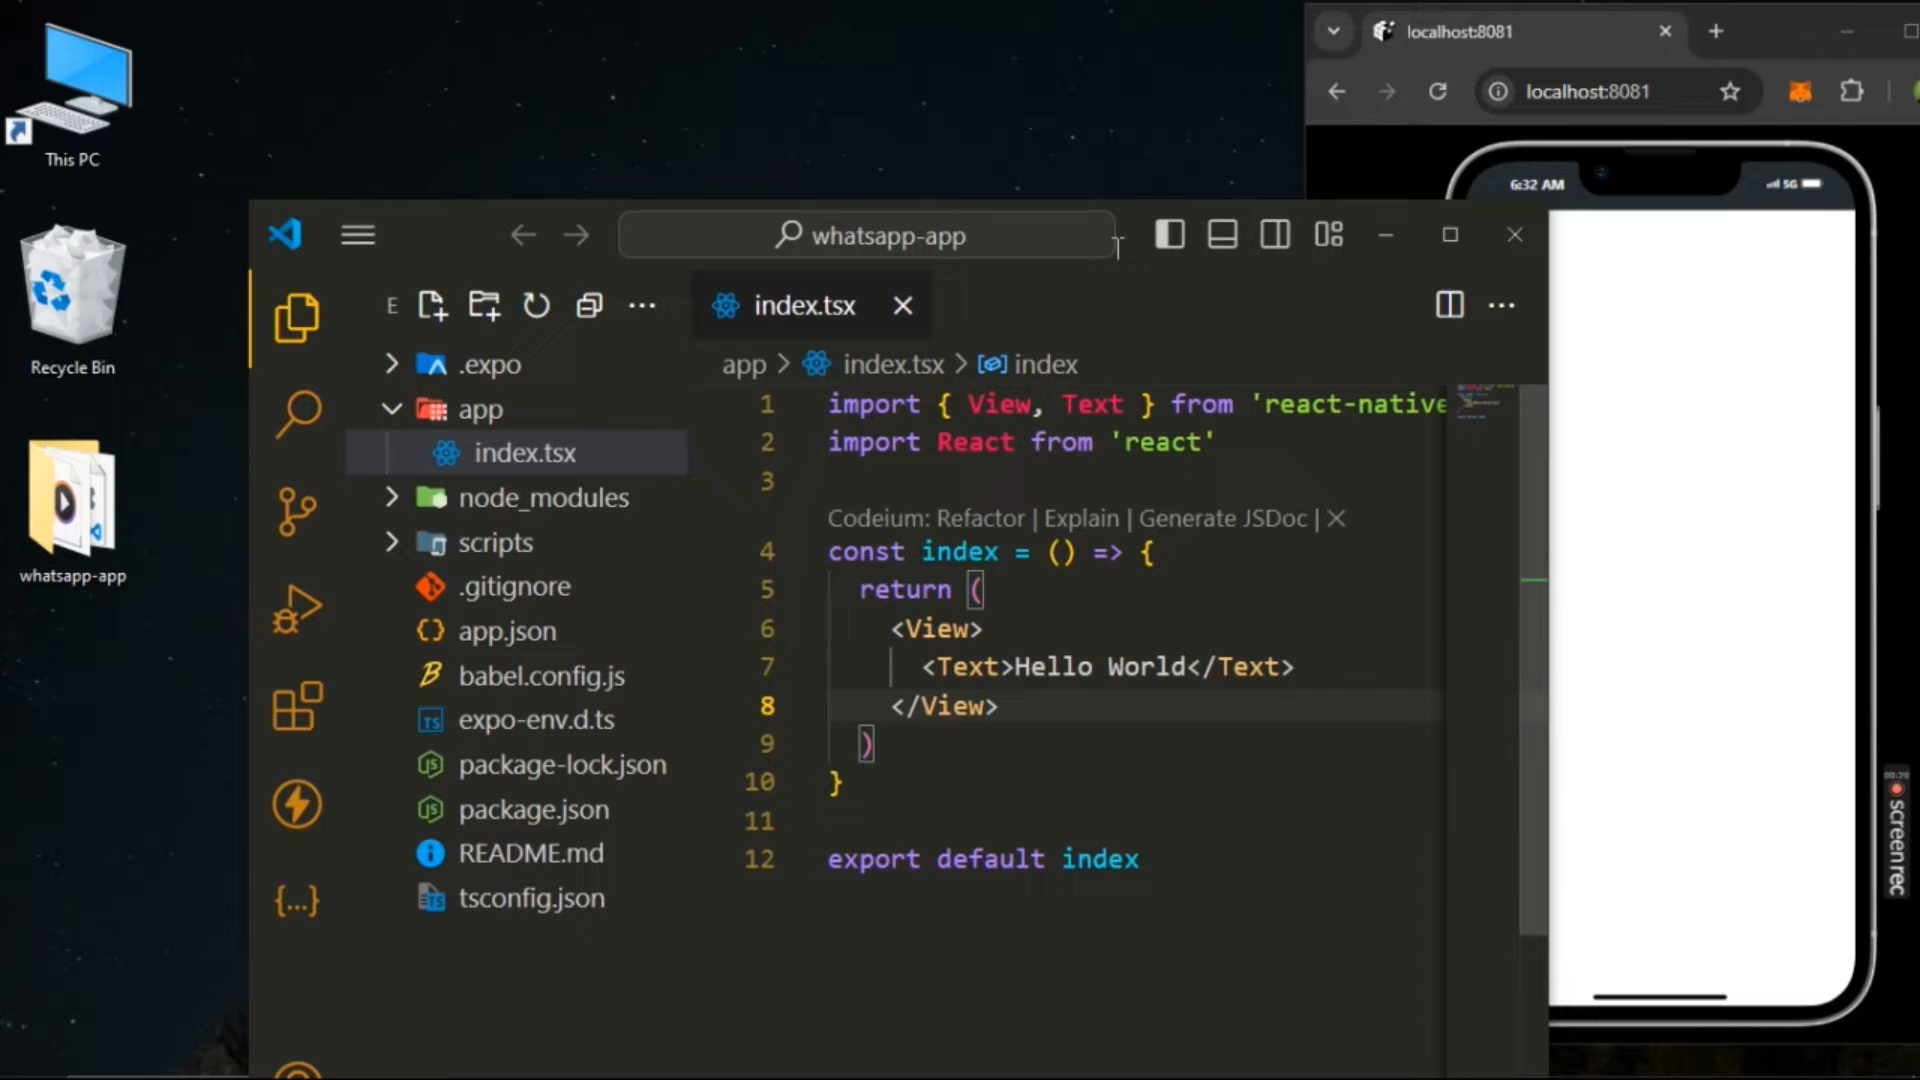 This PC
Recycle Bin
whatsapp-app
localhost:8081
localhost:8081
6:32 AM
5G
whatsapp-app
E
index.tsx
.expo
app
index.tsx
node_modules
scripts
.gitignore
app.json
babel.config.js
expo-env.d.ts
package-lock.json
package.json
README.md
tsconfig.json
app > index.tsx > index
1 import { View, Text } from 'react-native
2 import React from 'react'
3
Codeium: Refactor | Explain | Generate JSDoc | ×
4 const index = () => {
5 return (
6 <View>
7 <Text>Hello World</Text>
8 </View>
9 )
10 }
11
12 export default index
screenrec